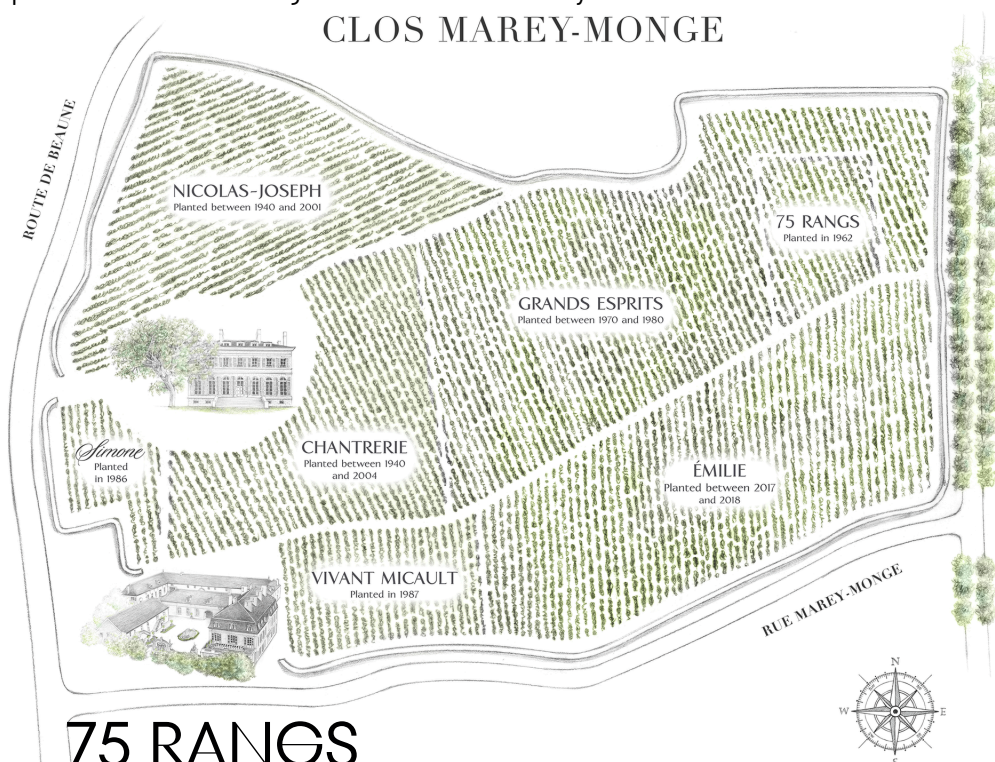 CLOS MAREY-MONGE
ROUTE DE BEAUNE
NICOLAS-JOSEPH
Planted between 1940 and 2001
75 RANGS
Planted in 1962
GRANDS ESPRITS
Planted between 1970 and 1980
Simone
Planted
in 1986
CHANTRERIE
Planted between 1940
and 2004
ÉMILIE
Planted between 2017
and 2018
VIVANT MICAULT
Planted in 1987
RUE MAREY-MONGE
N
W
E
S
75 RANGS